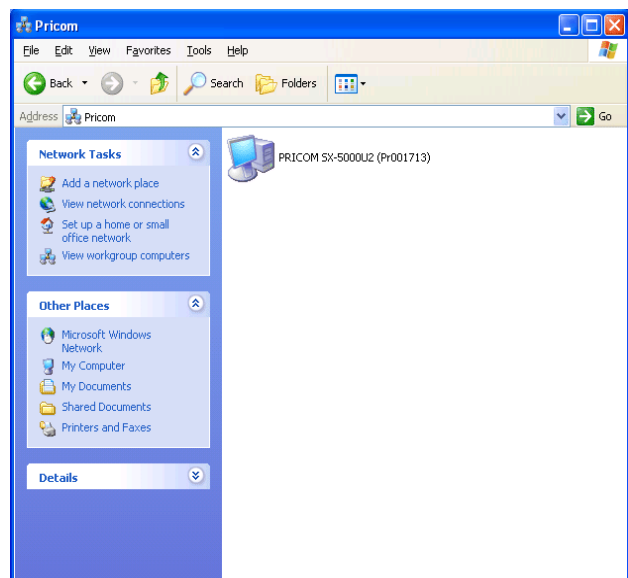 Pricom
File Edit View Favorites Tools Help
Back Search Folders
Address Pricom Go
Network Tasks
Add a network place
View network connections
Set up a home or small
office network
View workgroup computers
Other Places
Microsoft Windows
Network
My Computer
My Documents
Shared Documents
Printers and Faxes
Details
PRICOM SX-5000U2 (Pr001713)